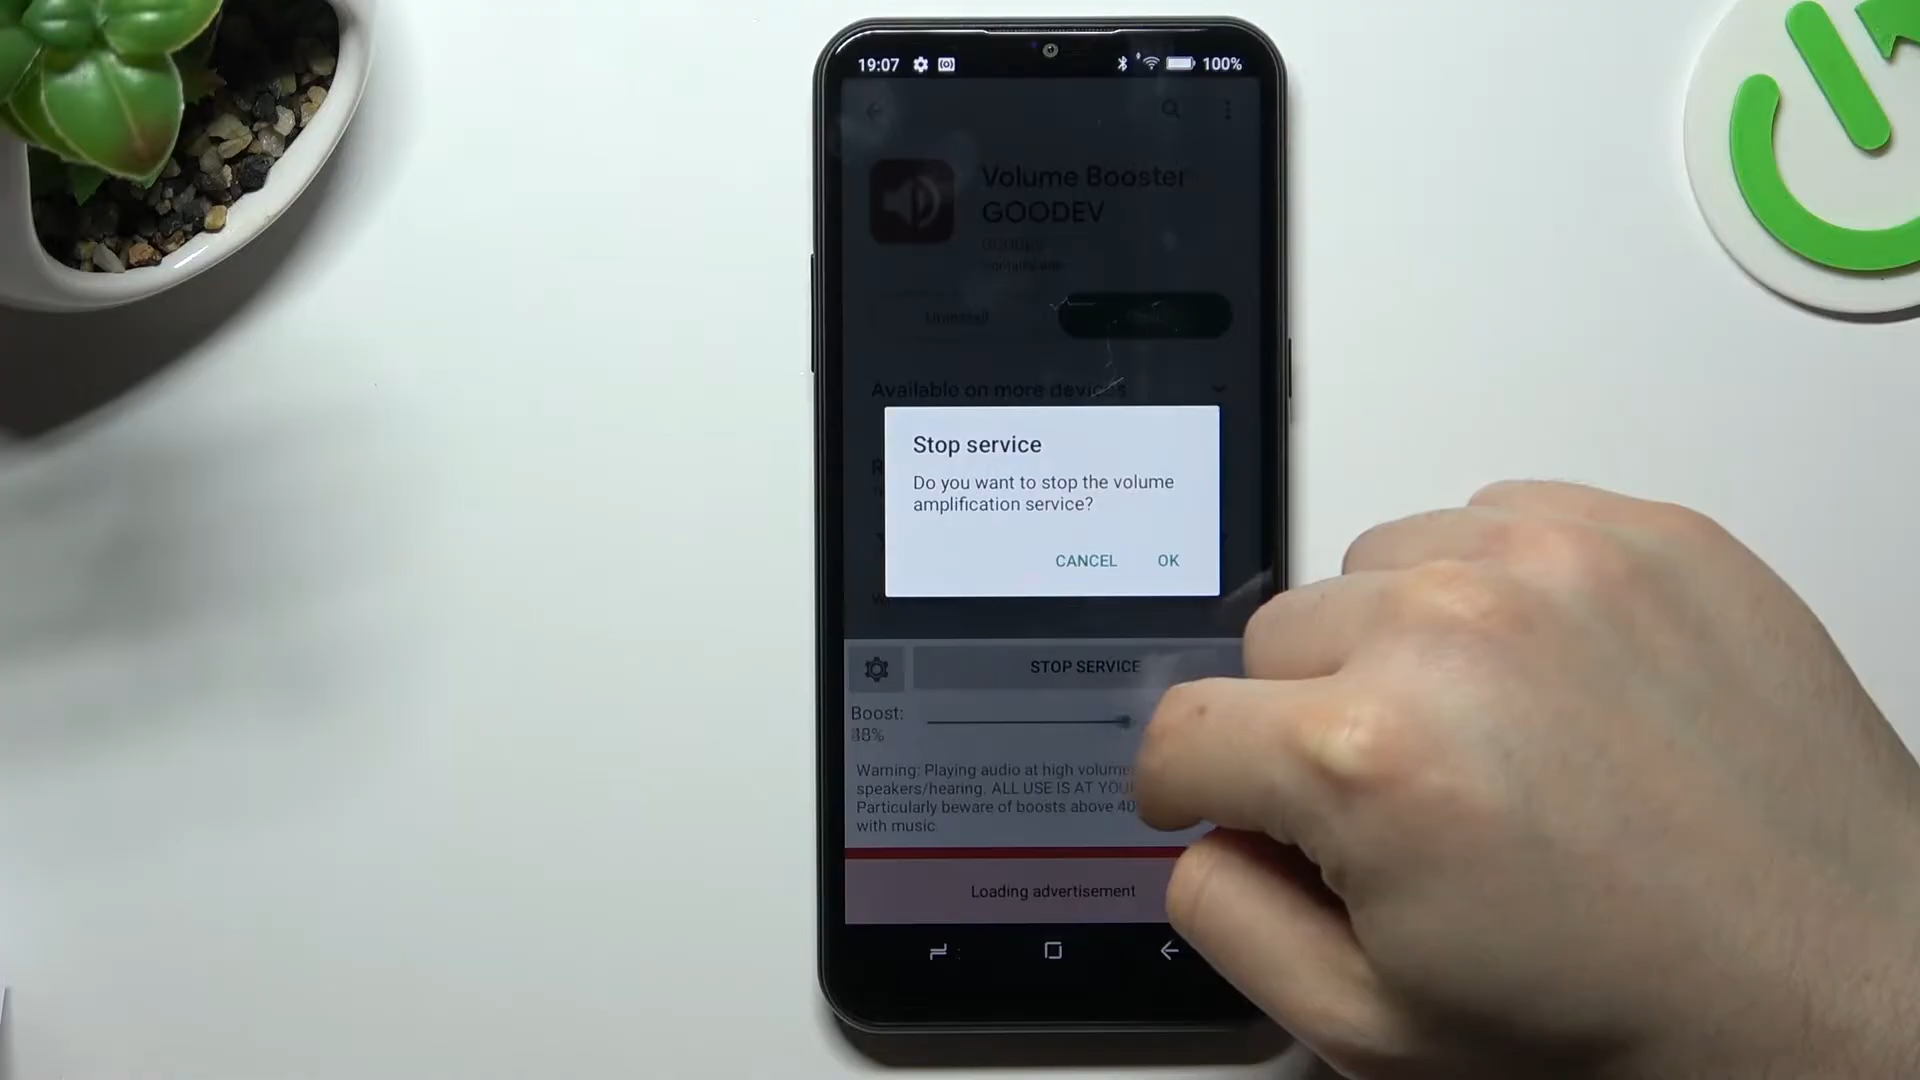 19:07
100%
Volume Booster
GOODEV
Uninstall
Available on more devices
Stop service
Do you want to stop the volume
amplification service?
CANCEL
OK
STOP SERVICE
Boost:
Warning: Playing audio at high volume
speakers/hearing. ALL USE IS AT
Particularly beware of boosts above 40
with music
Loading advertisement